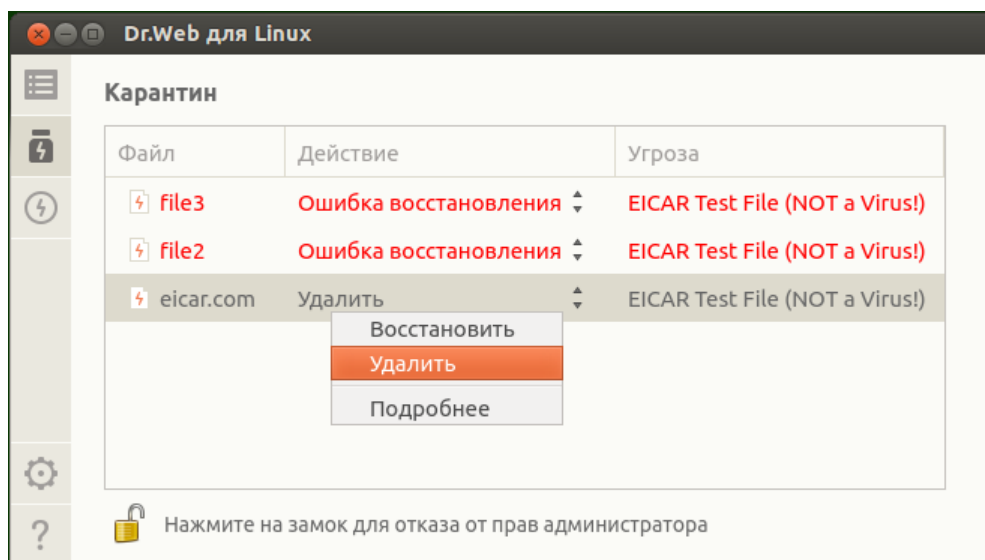 Dr.Web для Linux
Карантин
Файл Действие Угроза
file3 Ошибка восстановления EICAR Test File (NOT a Virus!)
file2 Ошибка восстановления EICAR Test File (NOT a Virus!)
eicar.com Удалить EICAR Test File (NOT a Virus!)
Восстановить
Удалить
Подробнее
Нажмите на замок для отказа от прав администратора